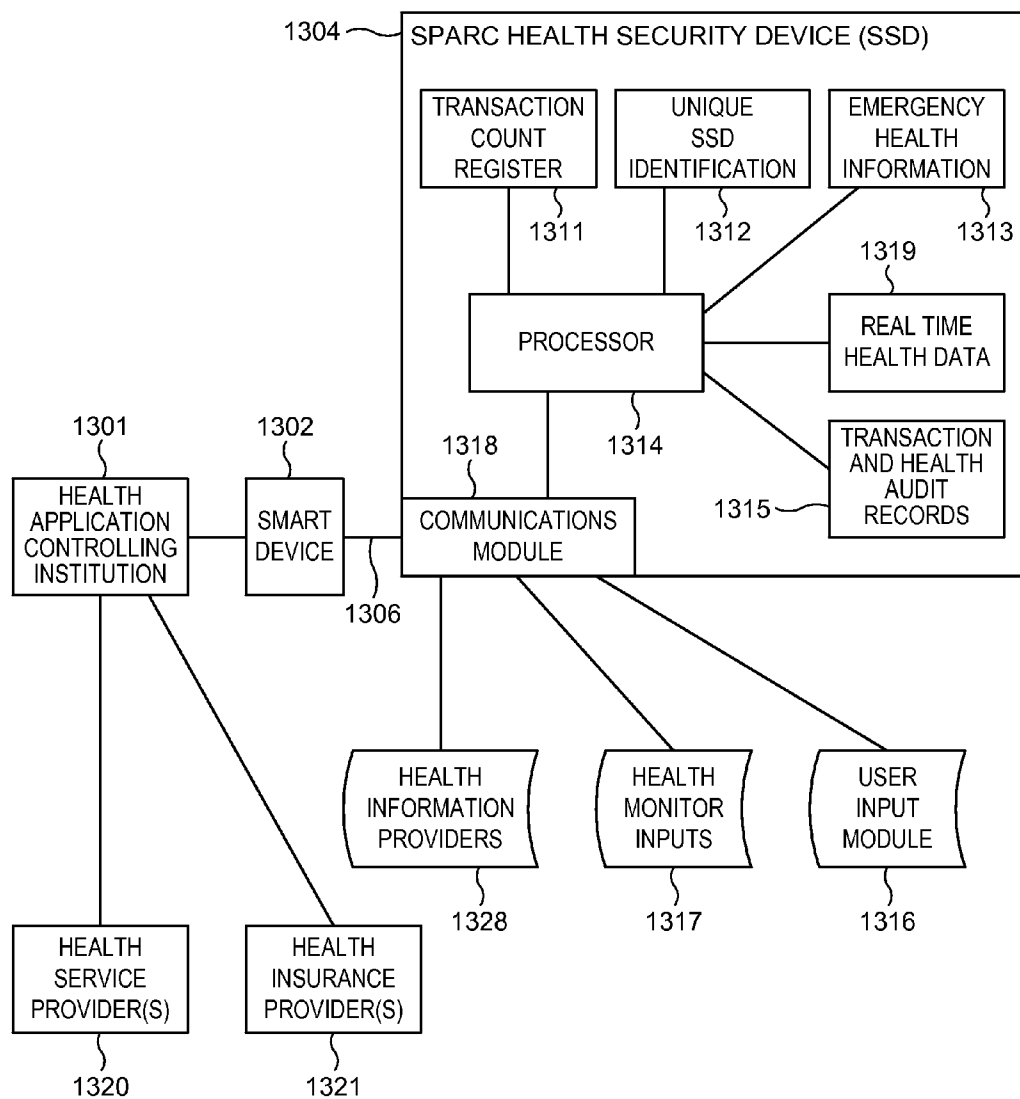 1304
SPARC HEALTH SECURITY DEVICE (SSD)
TRANSACTION
COUNT
REGISTER
1311
UNIQUE
SSD
IDENTIFICATION
1312
EMERGENCY
HEALTH
INFORMATION
1313
1319
REAL TIME
HEALTH DATA
PROCESSOR
1314
TRANSACTION
AND HEALTH
AUDIT
RECORDS
1315
1301
HEALTH
APPLICATION
CONTROLLING
INSTITUTION
1302
SMART
DEVICE
1306
1318
COMMUNICATIONS
MODULE
HEALTH
INFORMATION
PROVIDERS
1328
HEALTH
MONITOR
INPUTS
1317
USER
INPUT
MODULE
1316
HEALTH
SERVICE
PROVIDER(S)
1320
HEALTH
INSURANCE
PROVIDER(S)
1321